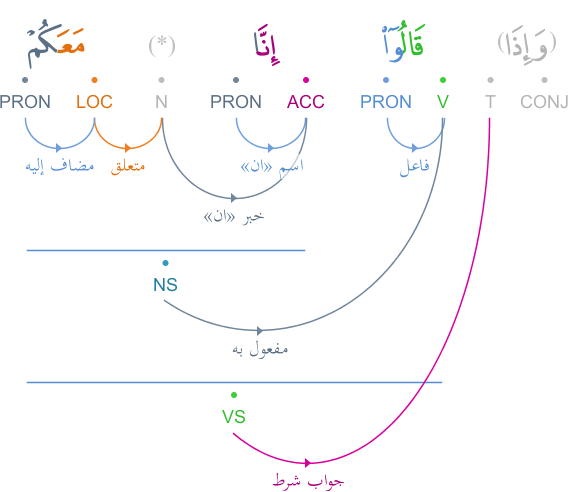 (وَإِذَا) قَالُوٓا۟ إِنَّا (*) مَعَكُمْ
PRON LOC N PRON ACC PRON V T CONJ
مضاف إليه متعلق اسم «ان» فاعل
خبر «ان»
NS
مفعول به
VS
جواب شرط